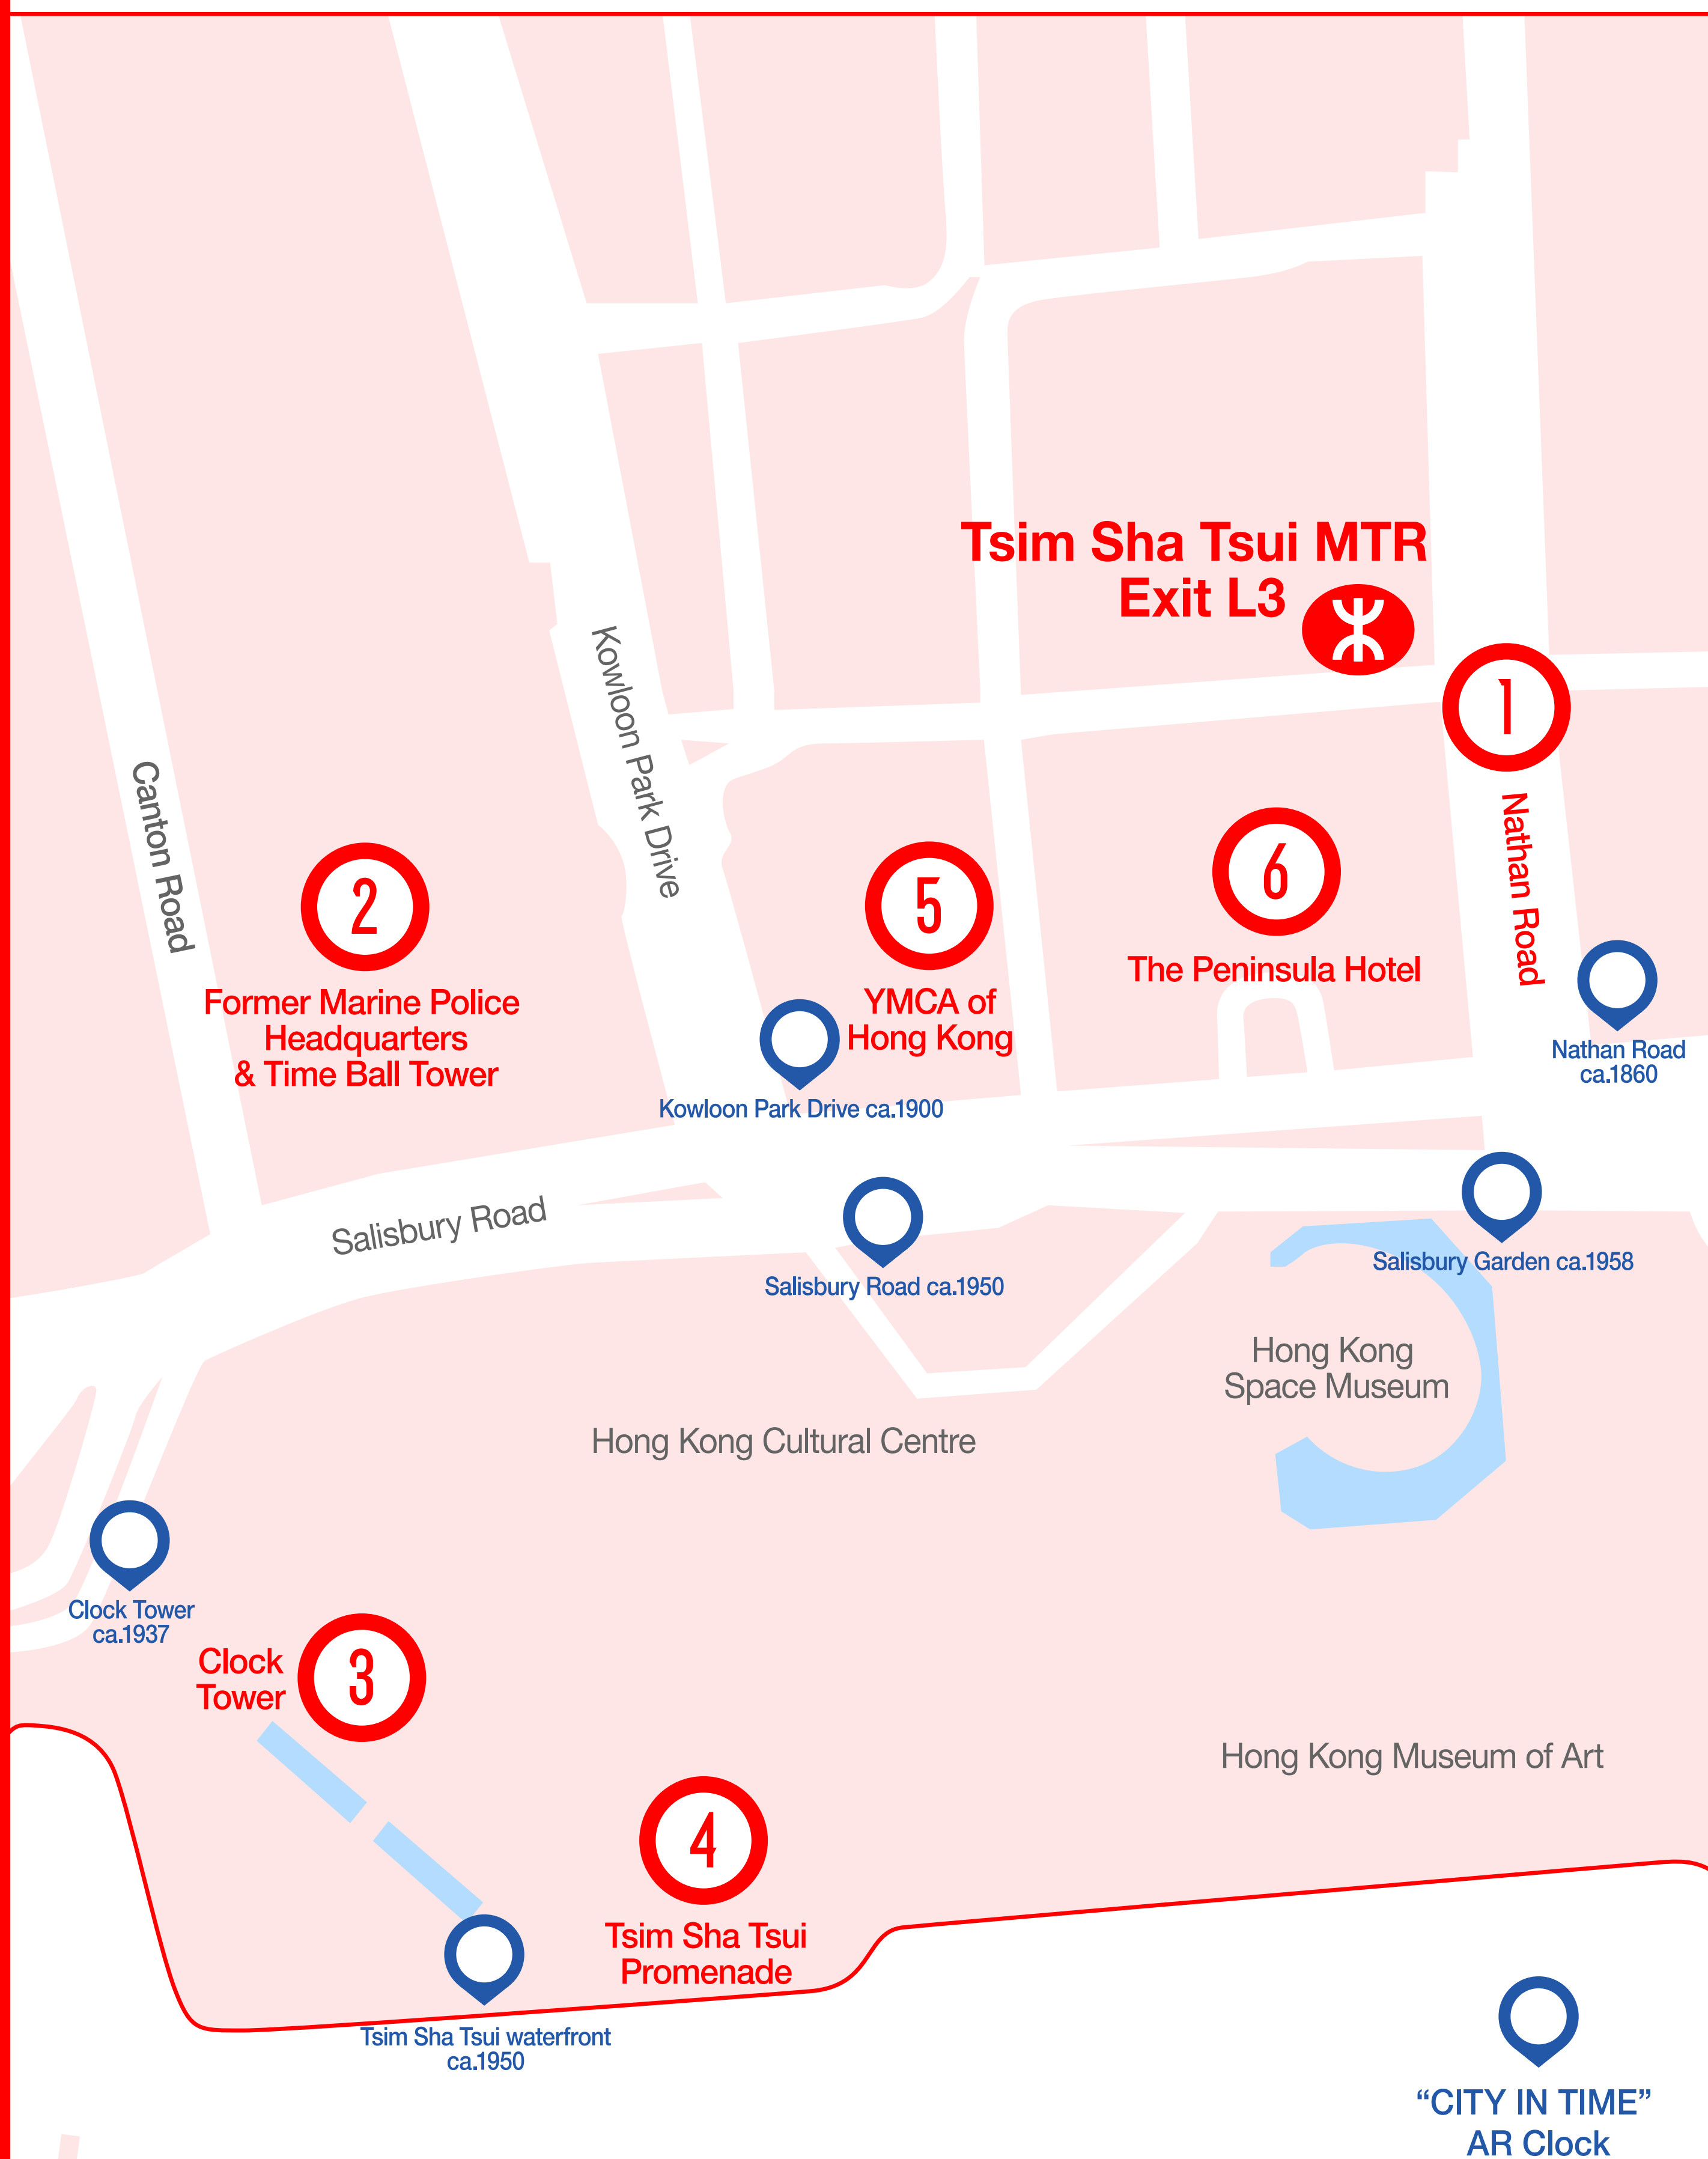 Tsim Sha Tsui MTR
Exit L3
1
Kowloon Park Drive
Canton Road
Nathan Road
2
Former Marine Police
Headquarters
& Time Ball Tower
5
YMCA of
Hong Kong
6
The Peninsula Hotel
Nathan Road
ca.1860
Kowloon Park Drive ca.1900
Salisbury Road
Salisbury Road ca.1950
Salisbury Garden ca.1958
Hong Kong
Space Museum
Hong Kong Cultural Centre
Clock Tower
ca.1937
Clock
Tower
3
Hong Kong Museum of Art
4
Tsim Sha Tsui
Promenade
Tsim Sha Tsui waterfront
ca.1950
“CITY IN TIME”
AR Clock